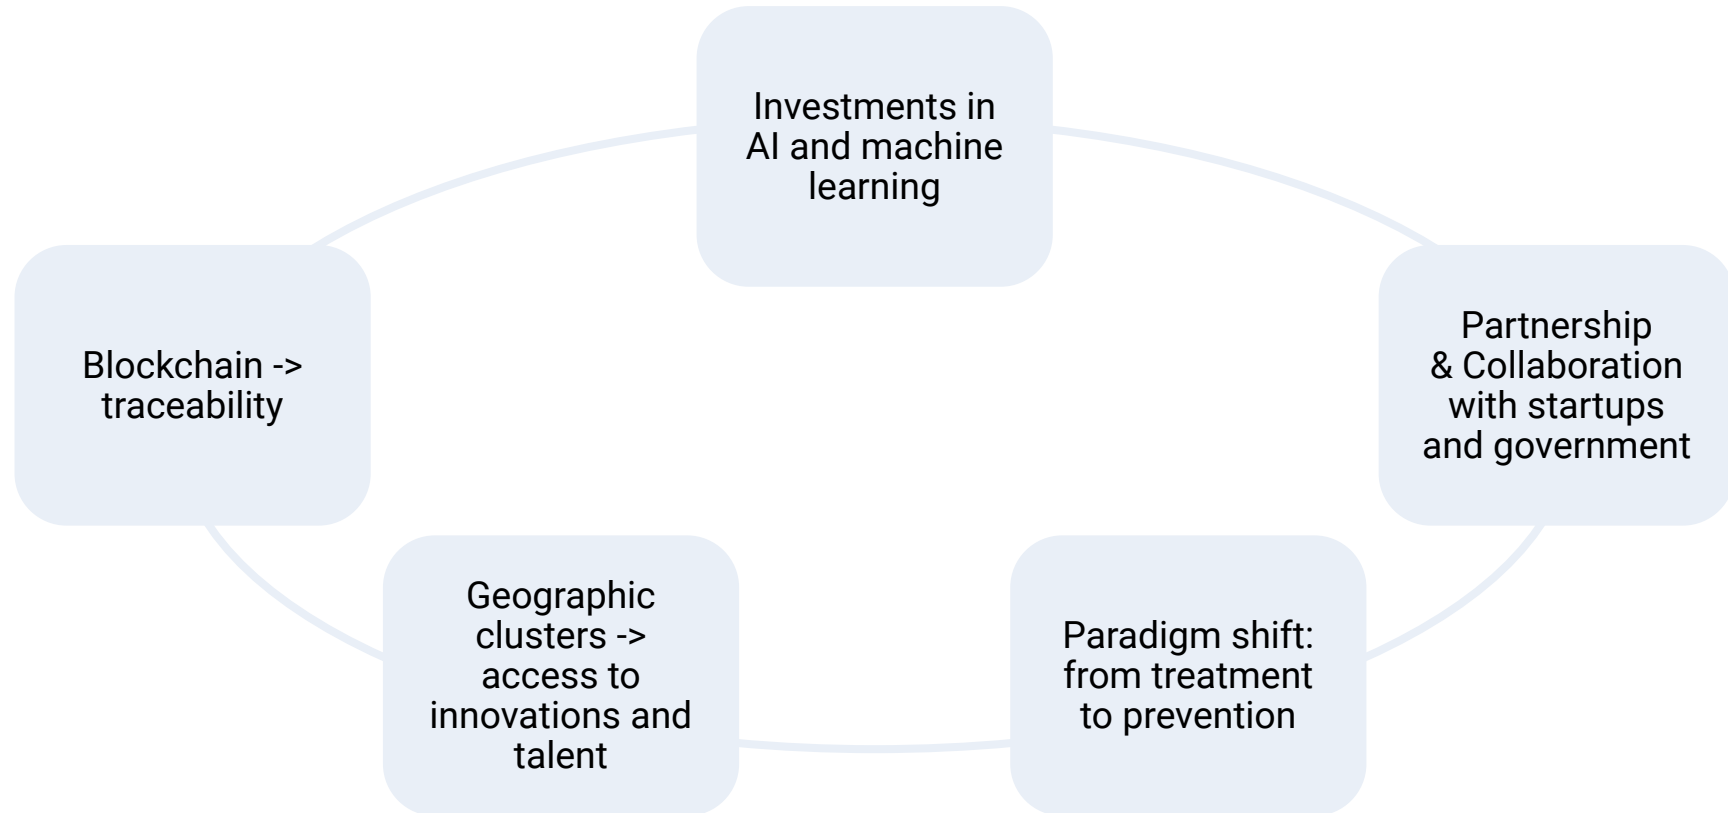 Investments in
AI and machine
learning
Partnership
& Collaboration
with startups
and government
Paradigm shift:
from treatment
to prevention
Geographic
clusters ->
access to
innovations and
talent
Blockchain ->
traceability